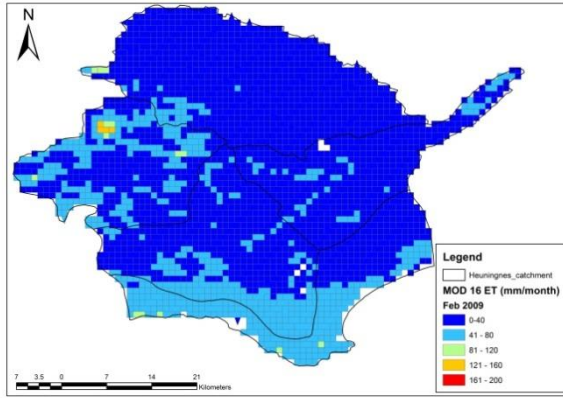 N
Legend
Heuningnes_catchment
MOD 16 ET (mm/month)
Feb 2009
0-40
41 - 80
81 - 120
121 - 160
161 - 200
7 3.5 0 7 14 21
Kilometers